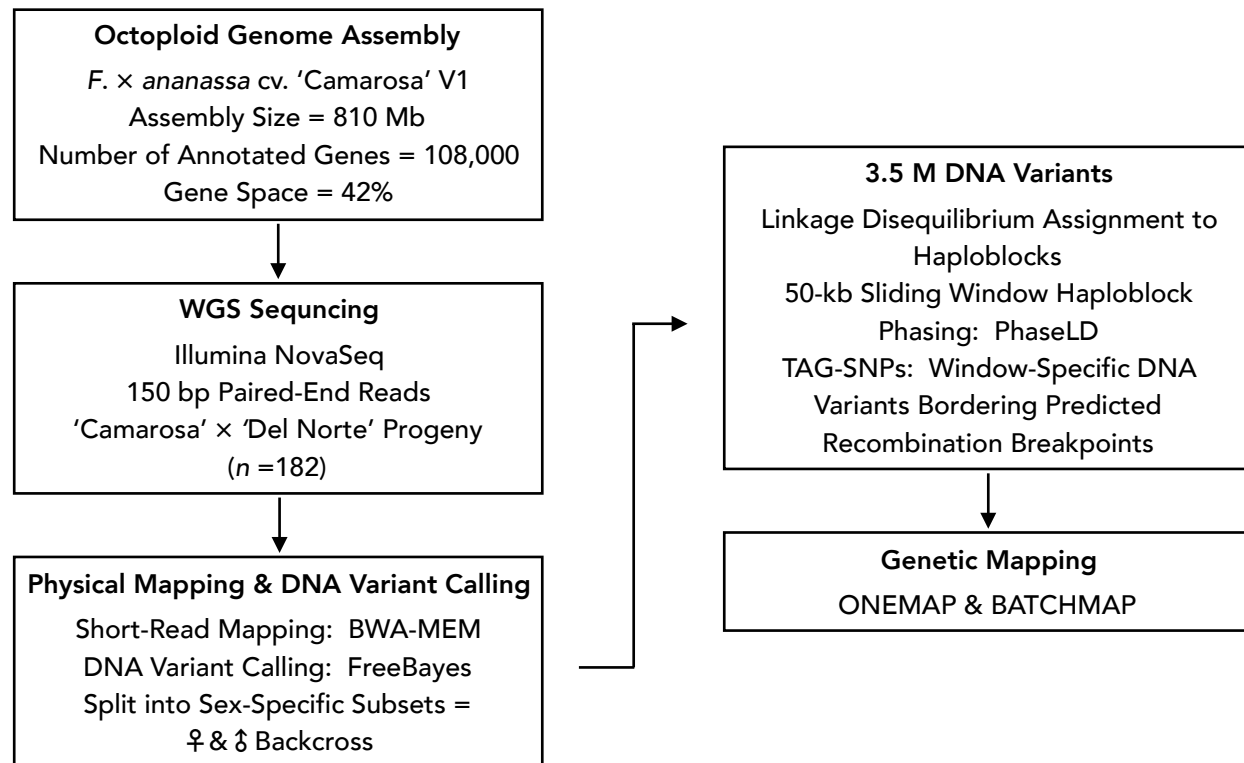 Octoploid Genome Assembly
F. × ananassa cv. ‘Camarosa’ V1
Assembly Size = 810 Mb
Number of Annotated Genes = 108,000
Gene Space = 42%
WGS Sequncing
Illumina NovaSeq
150 bp Paired-End Reads
‘Camarosa’ × ‘Del Norte’ Progeny
(n =182)
Physical Mapping & DNA Variant Calling
Short-Read Mapping: BWA-MEM
DNA Variant Calling: FreeBayes
Split into Sex-Specific Subsets =
♀ & ♂ Backcross
3.5 M DNA Variants
Linkage Disequilibrium Assignment to
Haploblocks
50-kb Sliding Window Haploblock
Phasing: PhaseLD
TAG-SNPs: Window-Specific DNA
Variants Bordering Predicted
Recombination Breakpoints
Genetic Mapping
ONEMAP & BATCHMAP